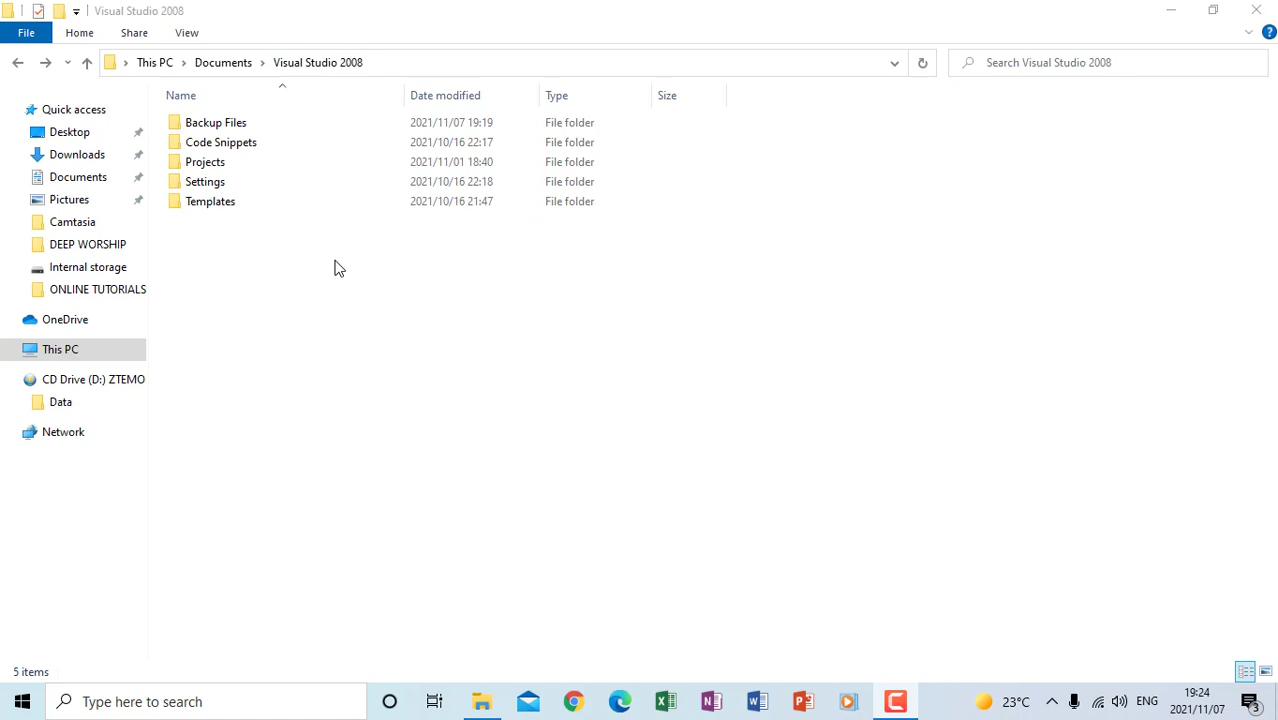 Visual Studio 2008
File Home Share View
This PC Documents Visual Studio 2008 Search Visual Studio 2008
Name Date modified Type Size
Quick access
Desktop
Downloads
Documents
Pictures
Camtasia
DEEP WORSHIP
Internal storage
ONLINE TUTORIALS
OneDrive
This PC
CD Drive (D:) ZTEMO
Data
Network
Backup Files 2021/11/07 19:19 File folder
Code Snippets 2021/10/16 22:17 File folder
Projects 2021/11/01 18:40 File folder
Settings 2021/10/16 22:18 File folder
Templates 2021/10/16 21:47 File folder
5 items
Type here to search
23°C
ENG
19:24
2021/11/07
3